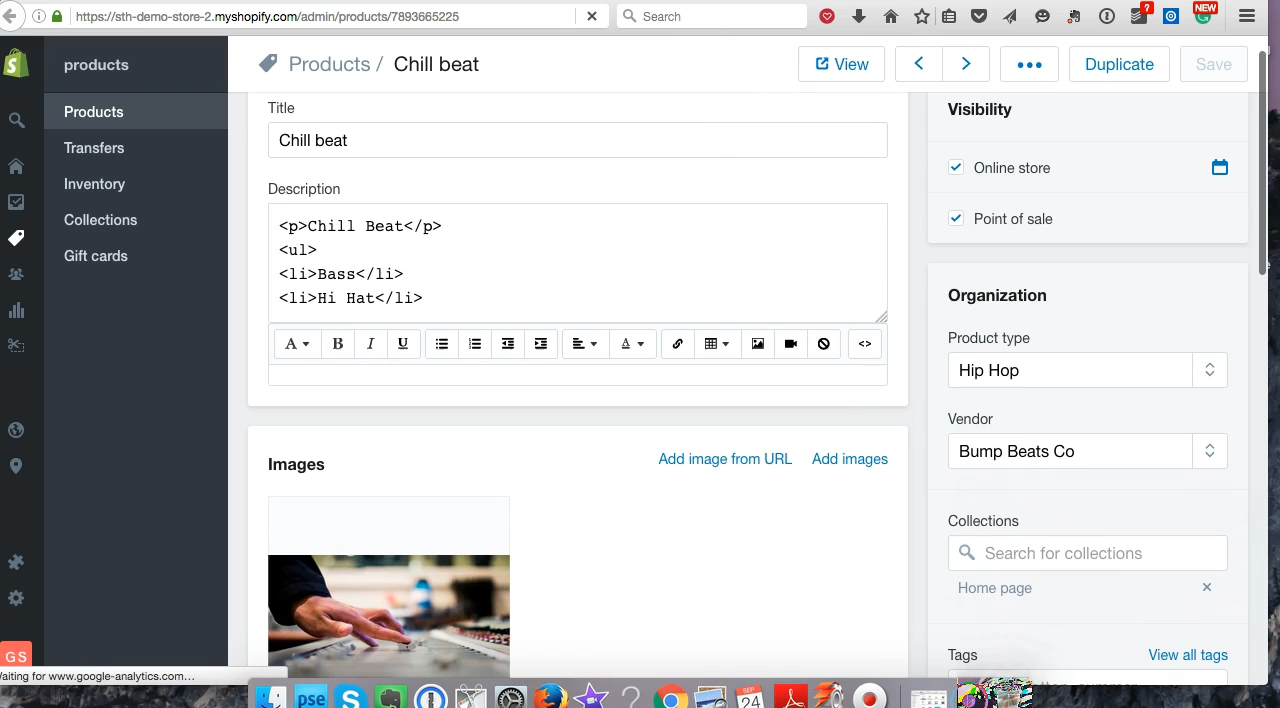 https://sth-demo-store-2.myshopify.com/admin/products/7893665225
Search
?
NEW
products
Products / Chill beat
View
Duplicate
Save
Products
Transfers
Inventory
Collections
Gift cards
Title
Chill beat
Description
<p>Chill Beat</p>
<ul>
<li>Bass</li>
<li>Hi Hat</li>
A
B
I
U
A
<>
Images
Add image from URL
Add images
Visibility
Online store
Point of sale
Organization
Product type
Hip Hop
Vendor
Bump Beats Co
Collections
Search for collections
Home page
Tags
View all tags
GS
Waiting for www.google-analytics.com...
pse
SEP
24